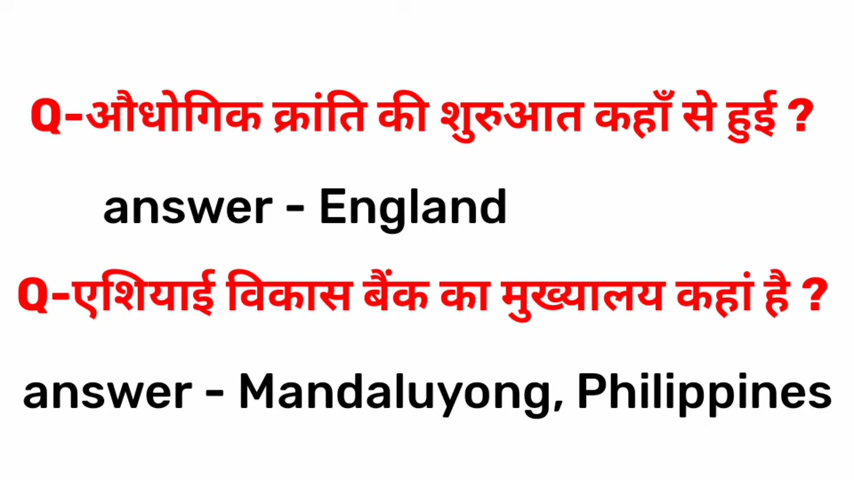 Q-औधोगिक क्रांति की शुरुआत कहाँ से हुई ?
answer - England
Q-एशियाई विकास बैंक का मुख्यालय कहां है ?
answer - Mandaluyong, Philippines